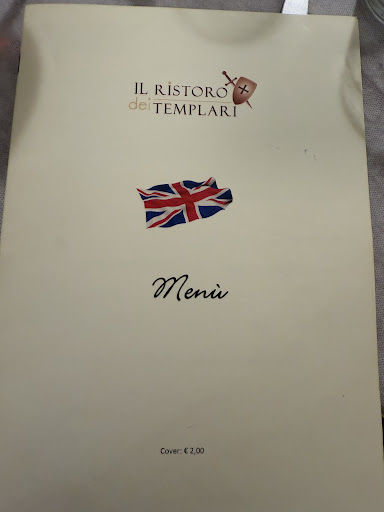 IL RISTORO
dei TEMPLARI
Menù
Cover: € 2,00